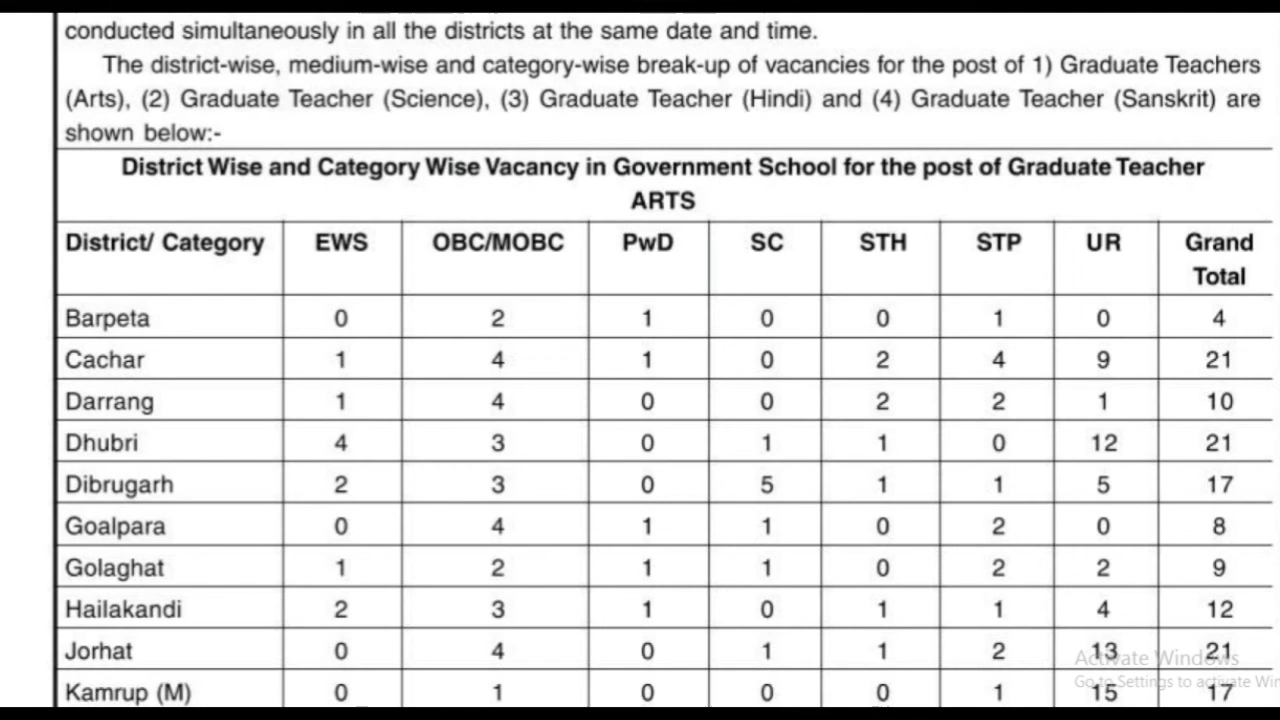 conducted simultaneously in all the districts at the same date and time.
The district-wise, medium-wise and category-wise break-up of vacancies for the post of 1) Graduate Teachers
(Arts), (2) Graduate Teacher (Science), (3) Graduate Teacher (Hindi) and (4) Graduate Teacher (Sanskrit) are
shown below:-
District Wise and Category Wise Vacancy in Government School for the post of Graduate Teacher
ARTS
District/ Category EWS OBC/MOBC PwD SC STH STP UR Grand
Total
Barpeta 0 2 1 0 0 1 0 4
Cachar 1 4 1 0 2 4 9 21
Darrang 1 4 0 0 2 2 1 10
Dhubri 4 3 0 1 1 0 12 21
Dibrugarh 2 3 0 5 1 1 5 17
Goalpara 0 4 1 1 0 2 0 8
Golaghat 1 2 1 1 0 2 2 9
Hailakandi 2 3 1 0 1 1 4 12
Jorhat 0 4 0 1 1 2 13 21
Activate Windows
Go to Settings to activate Win
Kamrup (M) 0 1 0 0 0 1 15 17